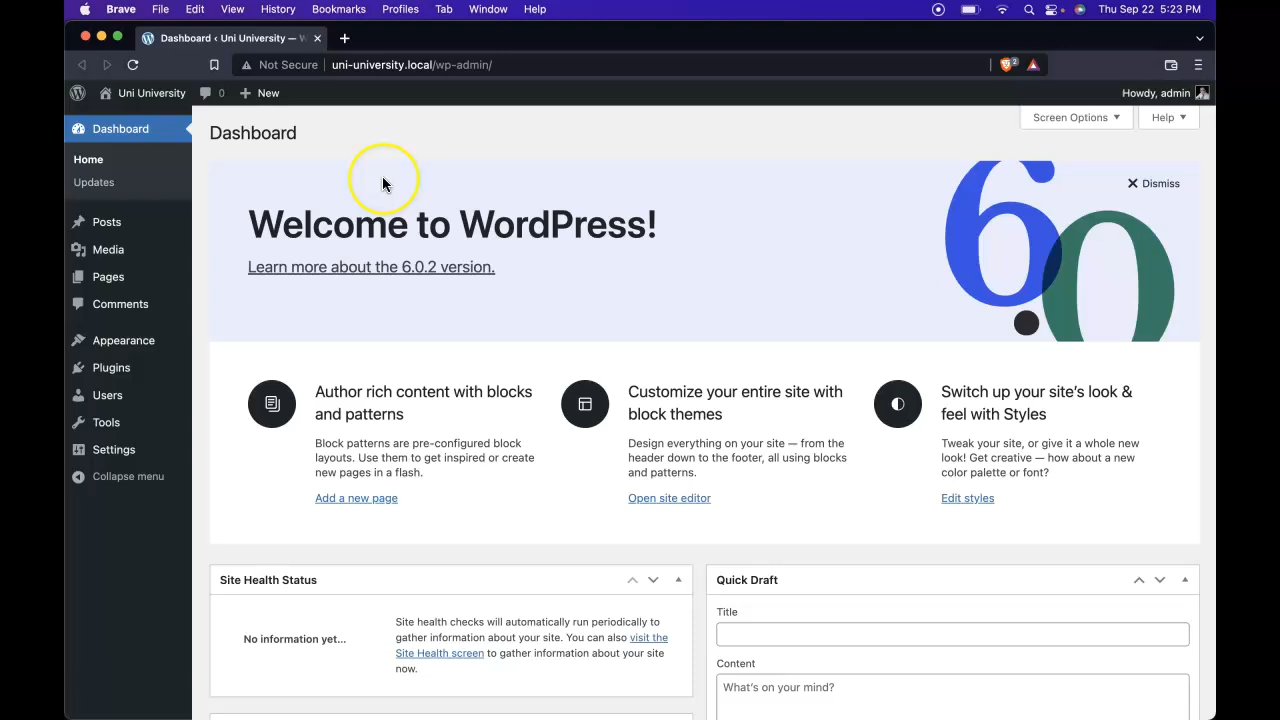 Brave File Edit View History Bookmarks Profiles Tab Window Help Thu Sep 22 5:23 PM
Dashboard ‹ Uni University — W
Not Secure uni-university.local/wp-admin/ 2
Uni University 0 New Howdy, admin
Screen Options Help
Dashboard
Home
Updates
Posts
Media
Pages
Comments
Appearance
Plugins
Users
Tools
Settings
Collapse menu
Dashboard
Dismiss
Welcome to WordPress!
Learn more about the 6.0.2 version.
6.0
Author rich content with blocks
and patterns
Block patterns are pre-configured block
layouts. Use them to get inspired or create
new pages in a flash.
Add a new page
Customize your entire site with
block themes
Design everything on your site — from the
header down to the footer, all using blocks
and patterns.
Open site editor
Switch up your site's look &
feel with Styles
Tweak your site, or give it a whole new
look! Get creative — how about a new
color palette or font?
Edit styles
Site Health Status
No information yet...
Site health checks will automatically run periodically to
gather information about your site. You can also visit the
Site Health screen to gather information about your site
now.
Quick Draft
Title
Content
What's on your mind?